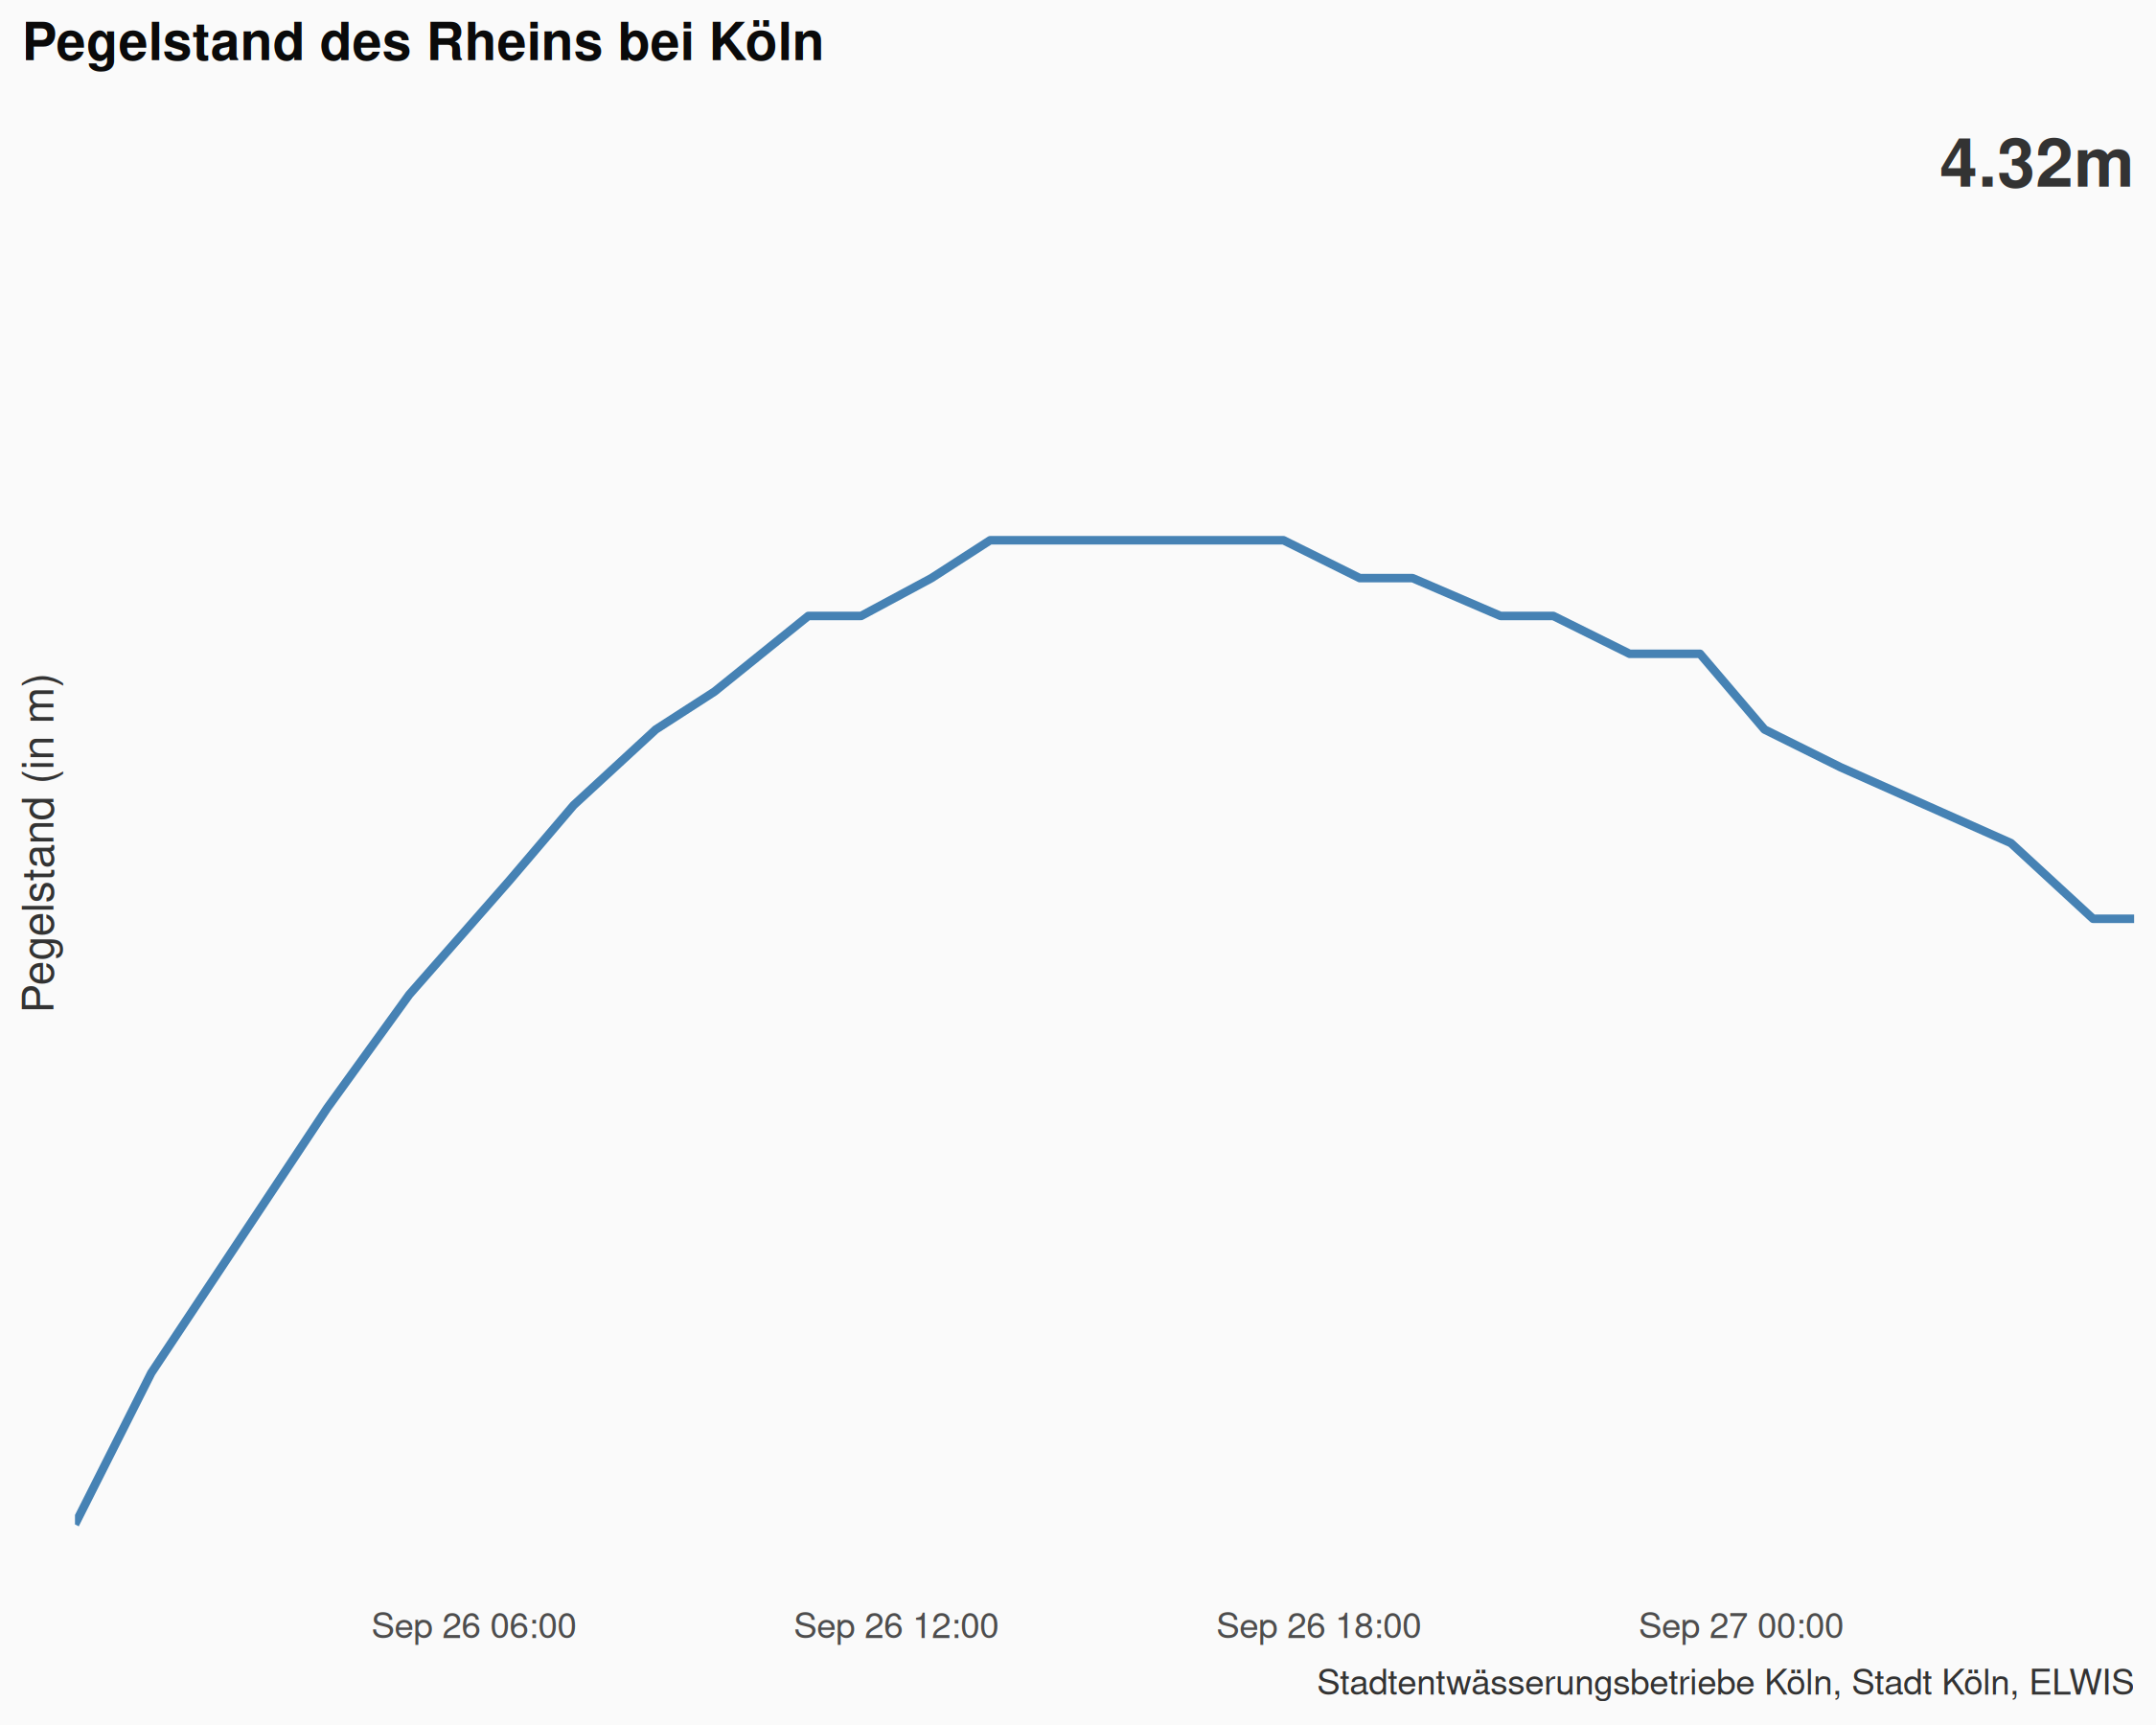 Pegelstand des Rheins bei Köln
4.32m
Pegelstand (in m)
Sep 26 06:00 Sep 26 12:00 Sep 26 18:00 Sep 27 00:00
Stadtentwässerungsbetriebe Köln, Stadt Köln, ELWIS